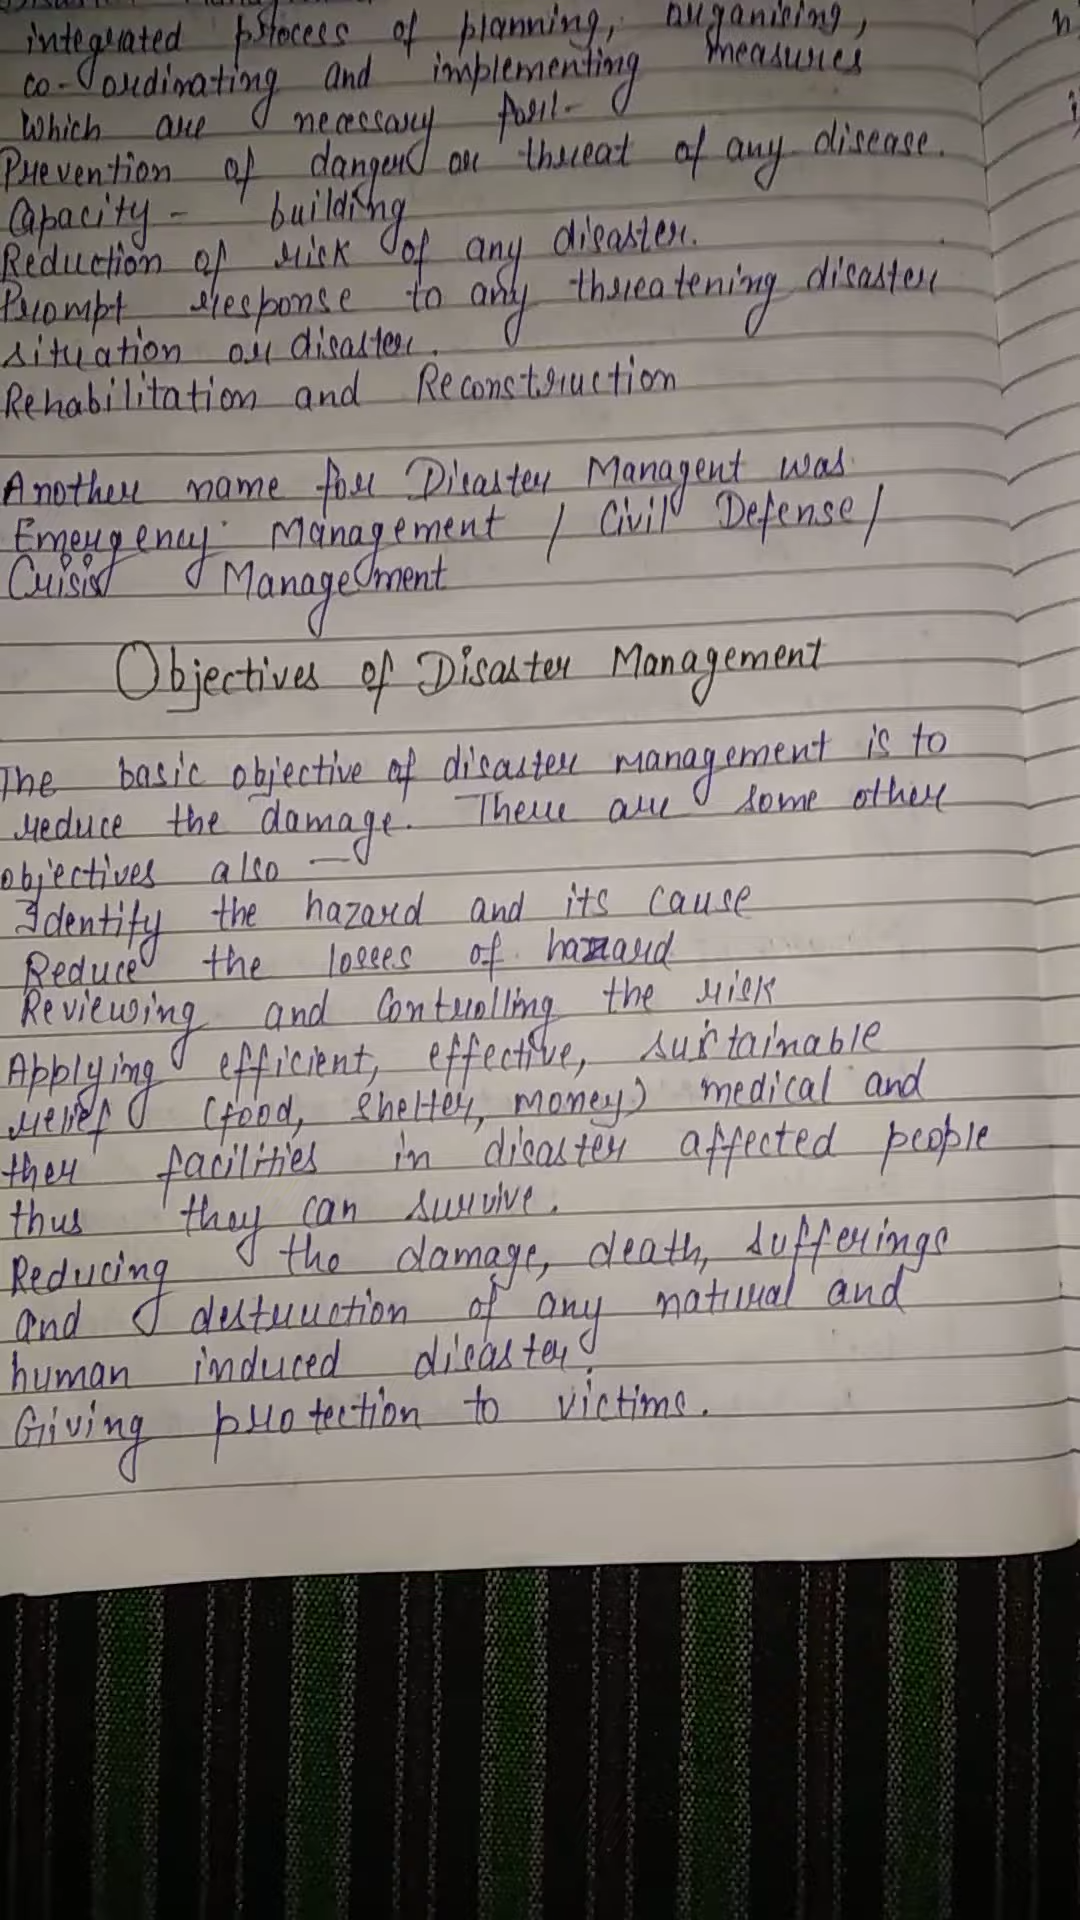 integrated process of planning, organising,
co-ordinating and implementing measures
which are necessary for:-
Prevention of danger or threat of any disease.
Capacity - building
Reduction of risk of any disaster.
Prompt response to any threatening disaster
situation or disaster.
Rehabilitation and Reconstruction
Another name for Disaster Managent was
Emergency Management / Civil Defense /
Crisis Management
Objectives of Disaster Management
The basic objective of disaster management is to
reduce the damage. There are some other
objectives also —
Identify the hazard and its cause
Reduce the losses of hazard
Reviewing and Controlling the risk
Applying efficient, effective, sustainable
relief (food, shelter, money) medical and
ther facilities in disaster affected people
thus they can survive.
Reducing the damage, death, sufferings
and destruction of any natural and
human induced disaster.
Giving protection to victims.